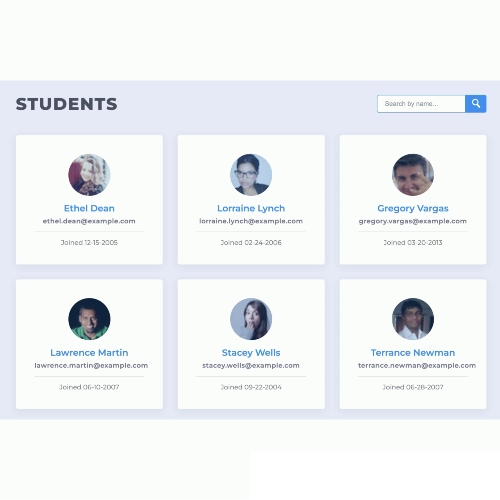 STUDENTS
Search by name...
Ethel Dean
ethel.dean@example.com
Joined 12-15-2005
Lorraine Lynch
lorraine.lynch@example.com
Joined 02-24-2006
Gregory Vargas
gregory.vargas@example.com
Joined 03-20-2013
Lawrence Martin
lawrence.martin@example.com
Joined 06-10-2007
Stacey Wells
stacey.wells@example.com
Joined 09-22-2004
Terrance Newman
terrance.newman@example.com
Joined 06-28-2007